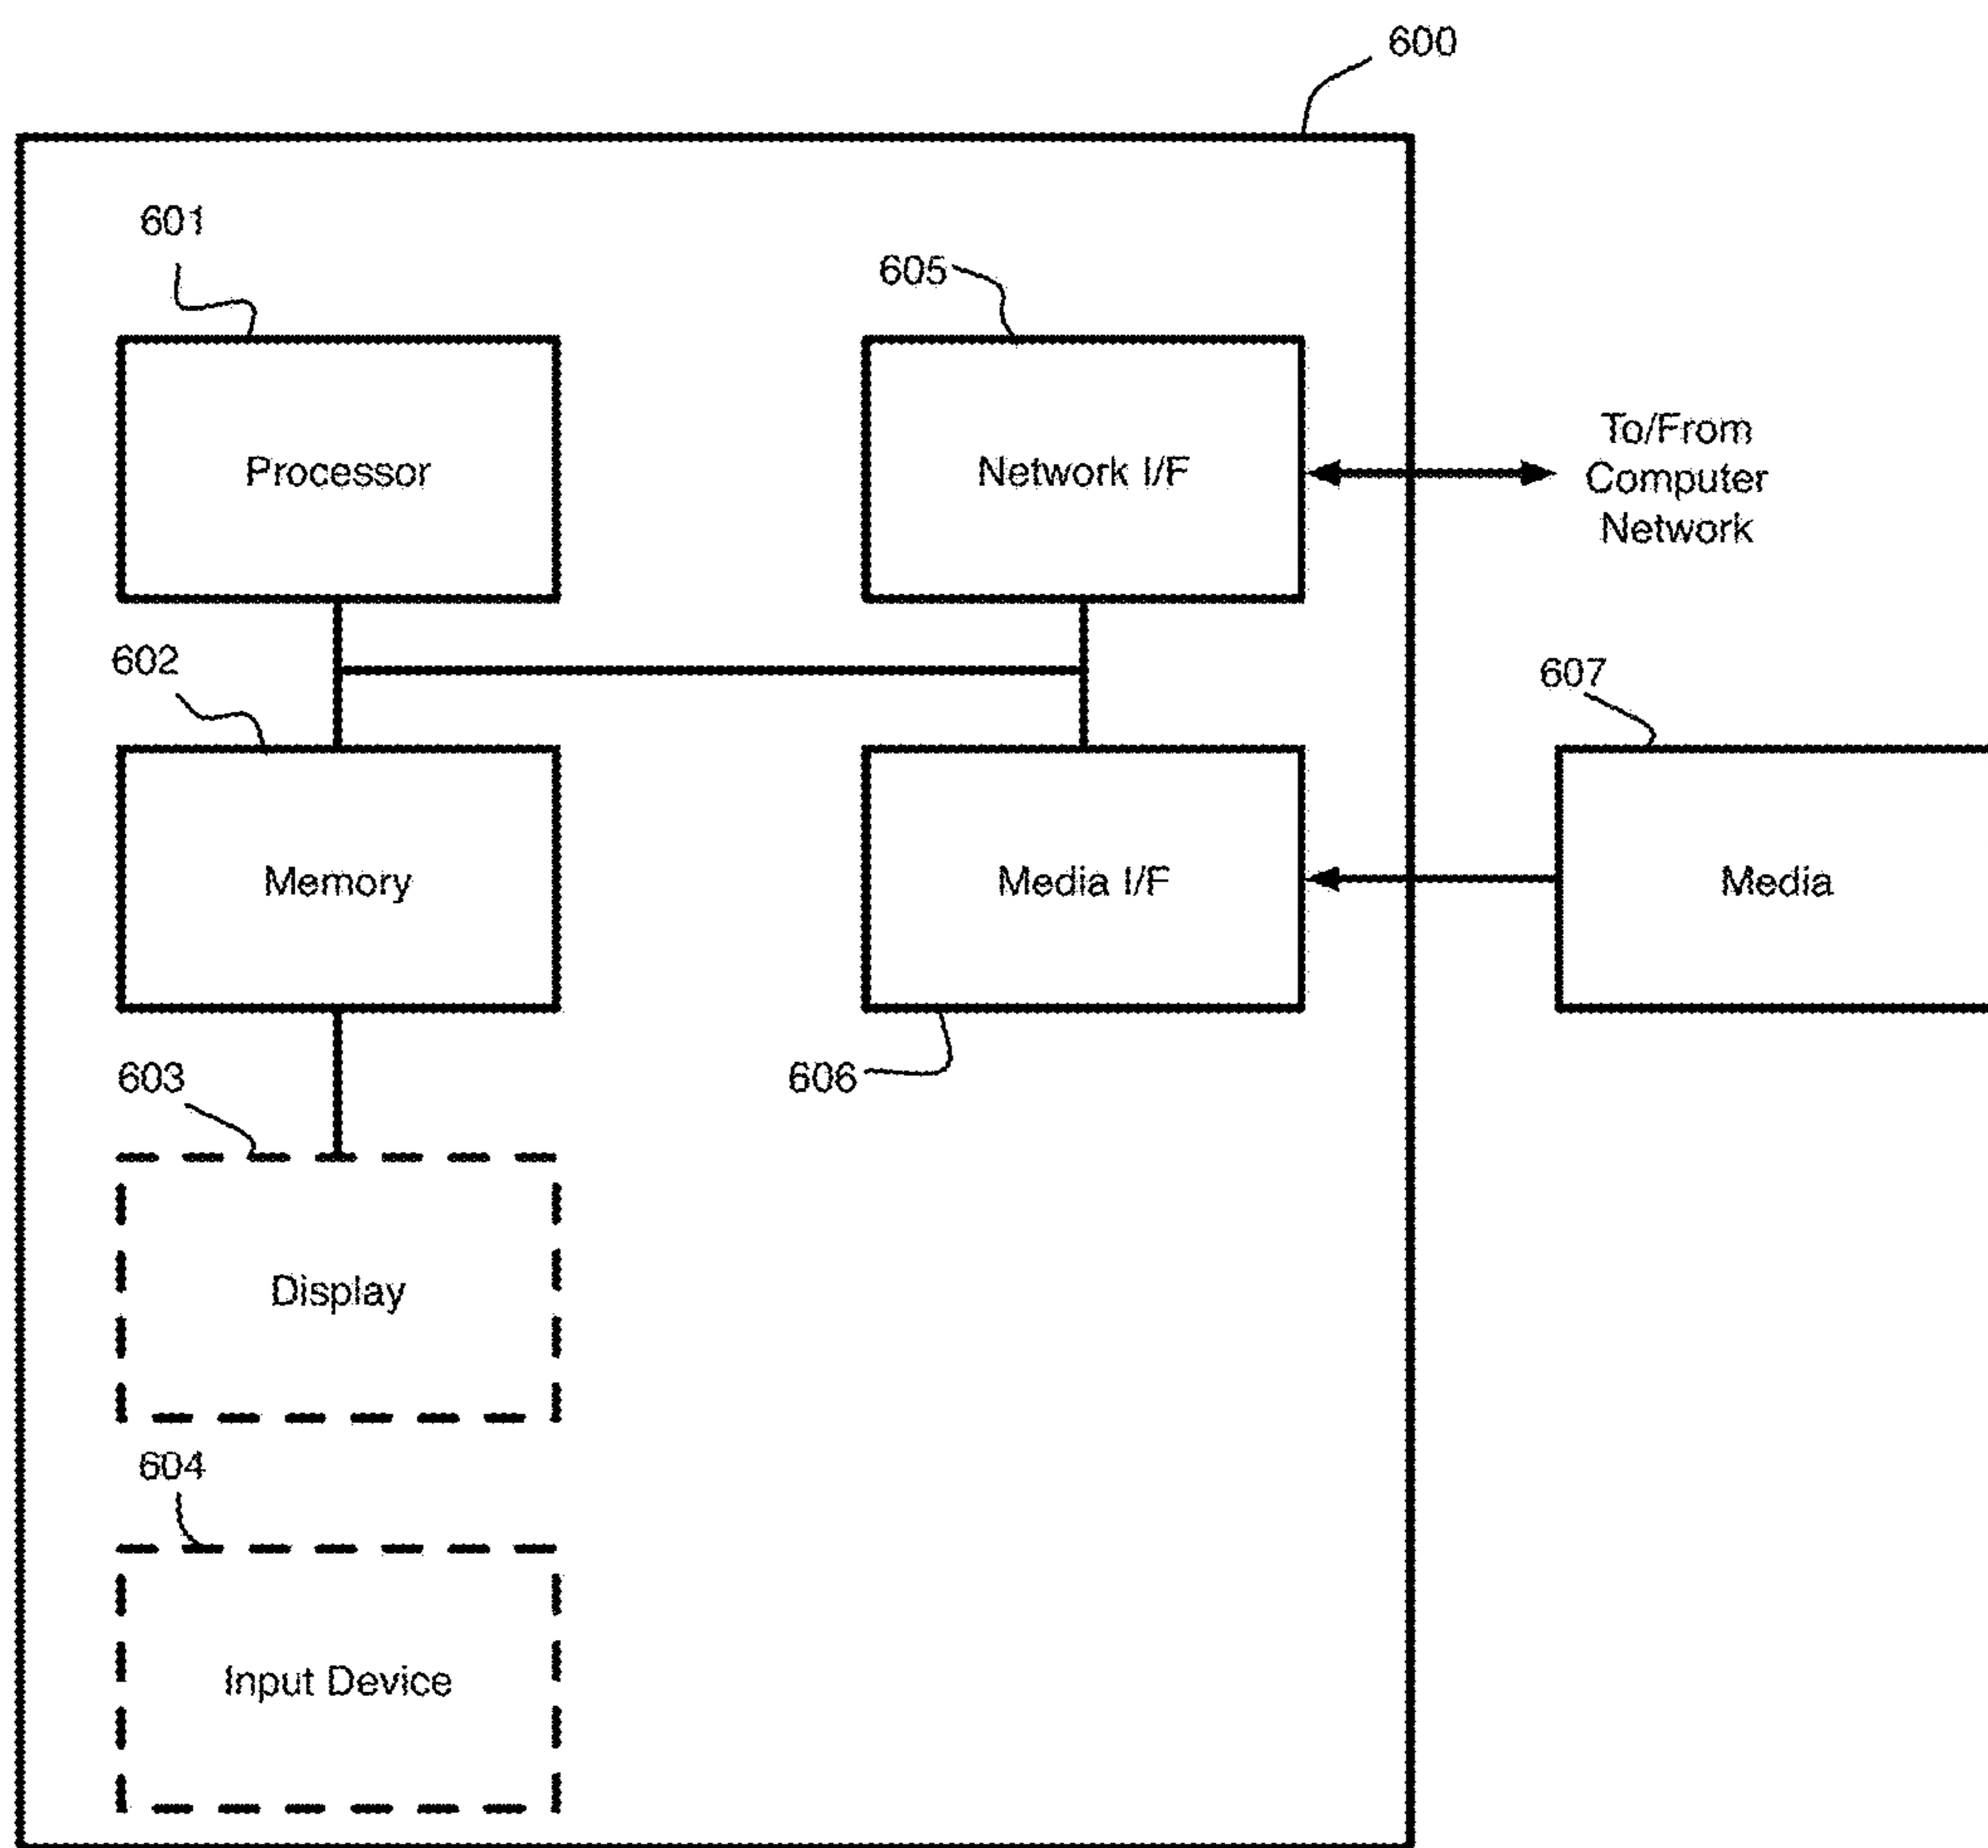 600
601
605
Processor
Network I/F
To/From
Computer
Network
602
607
Memory
Media I/F
Media
603
606
Display
604
Input Device